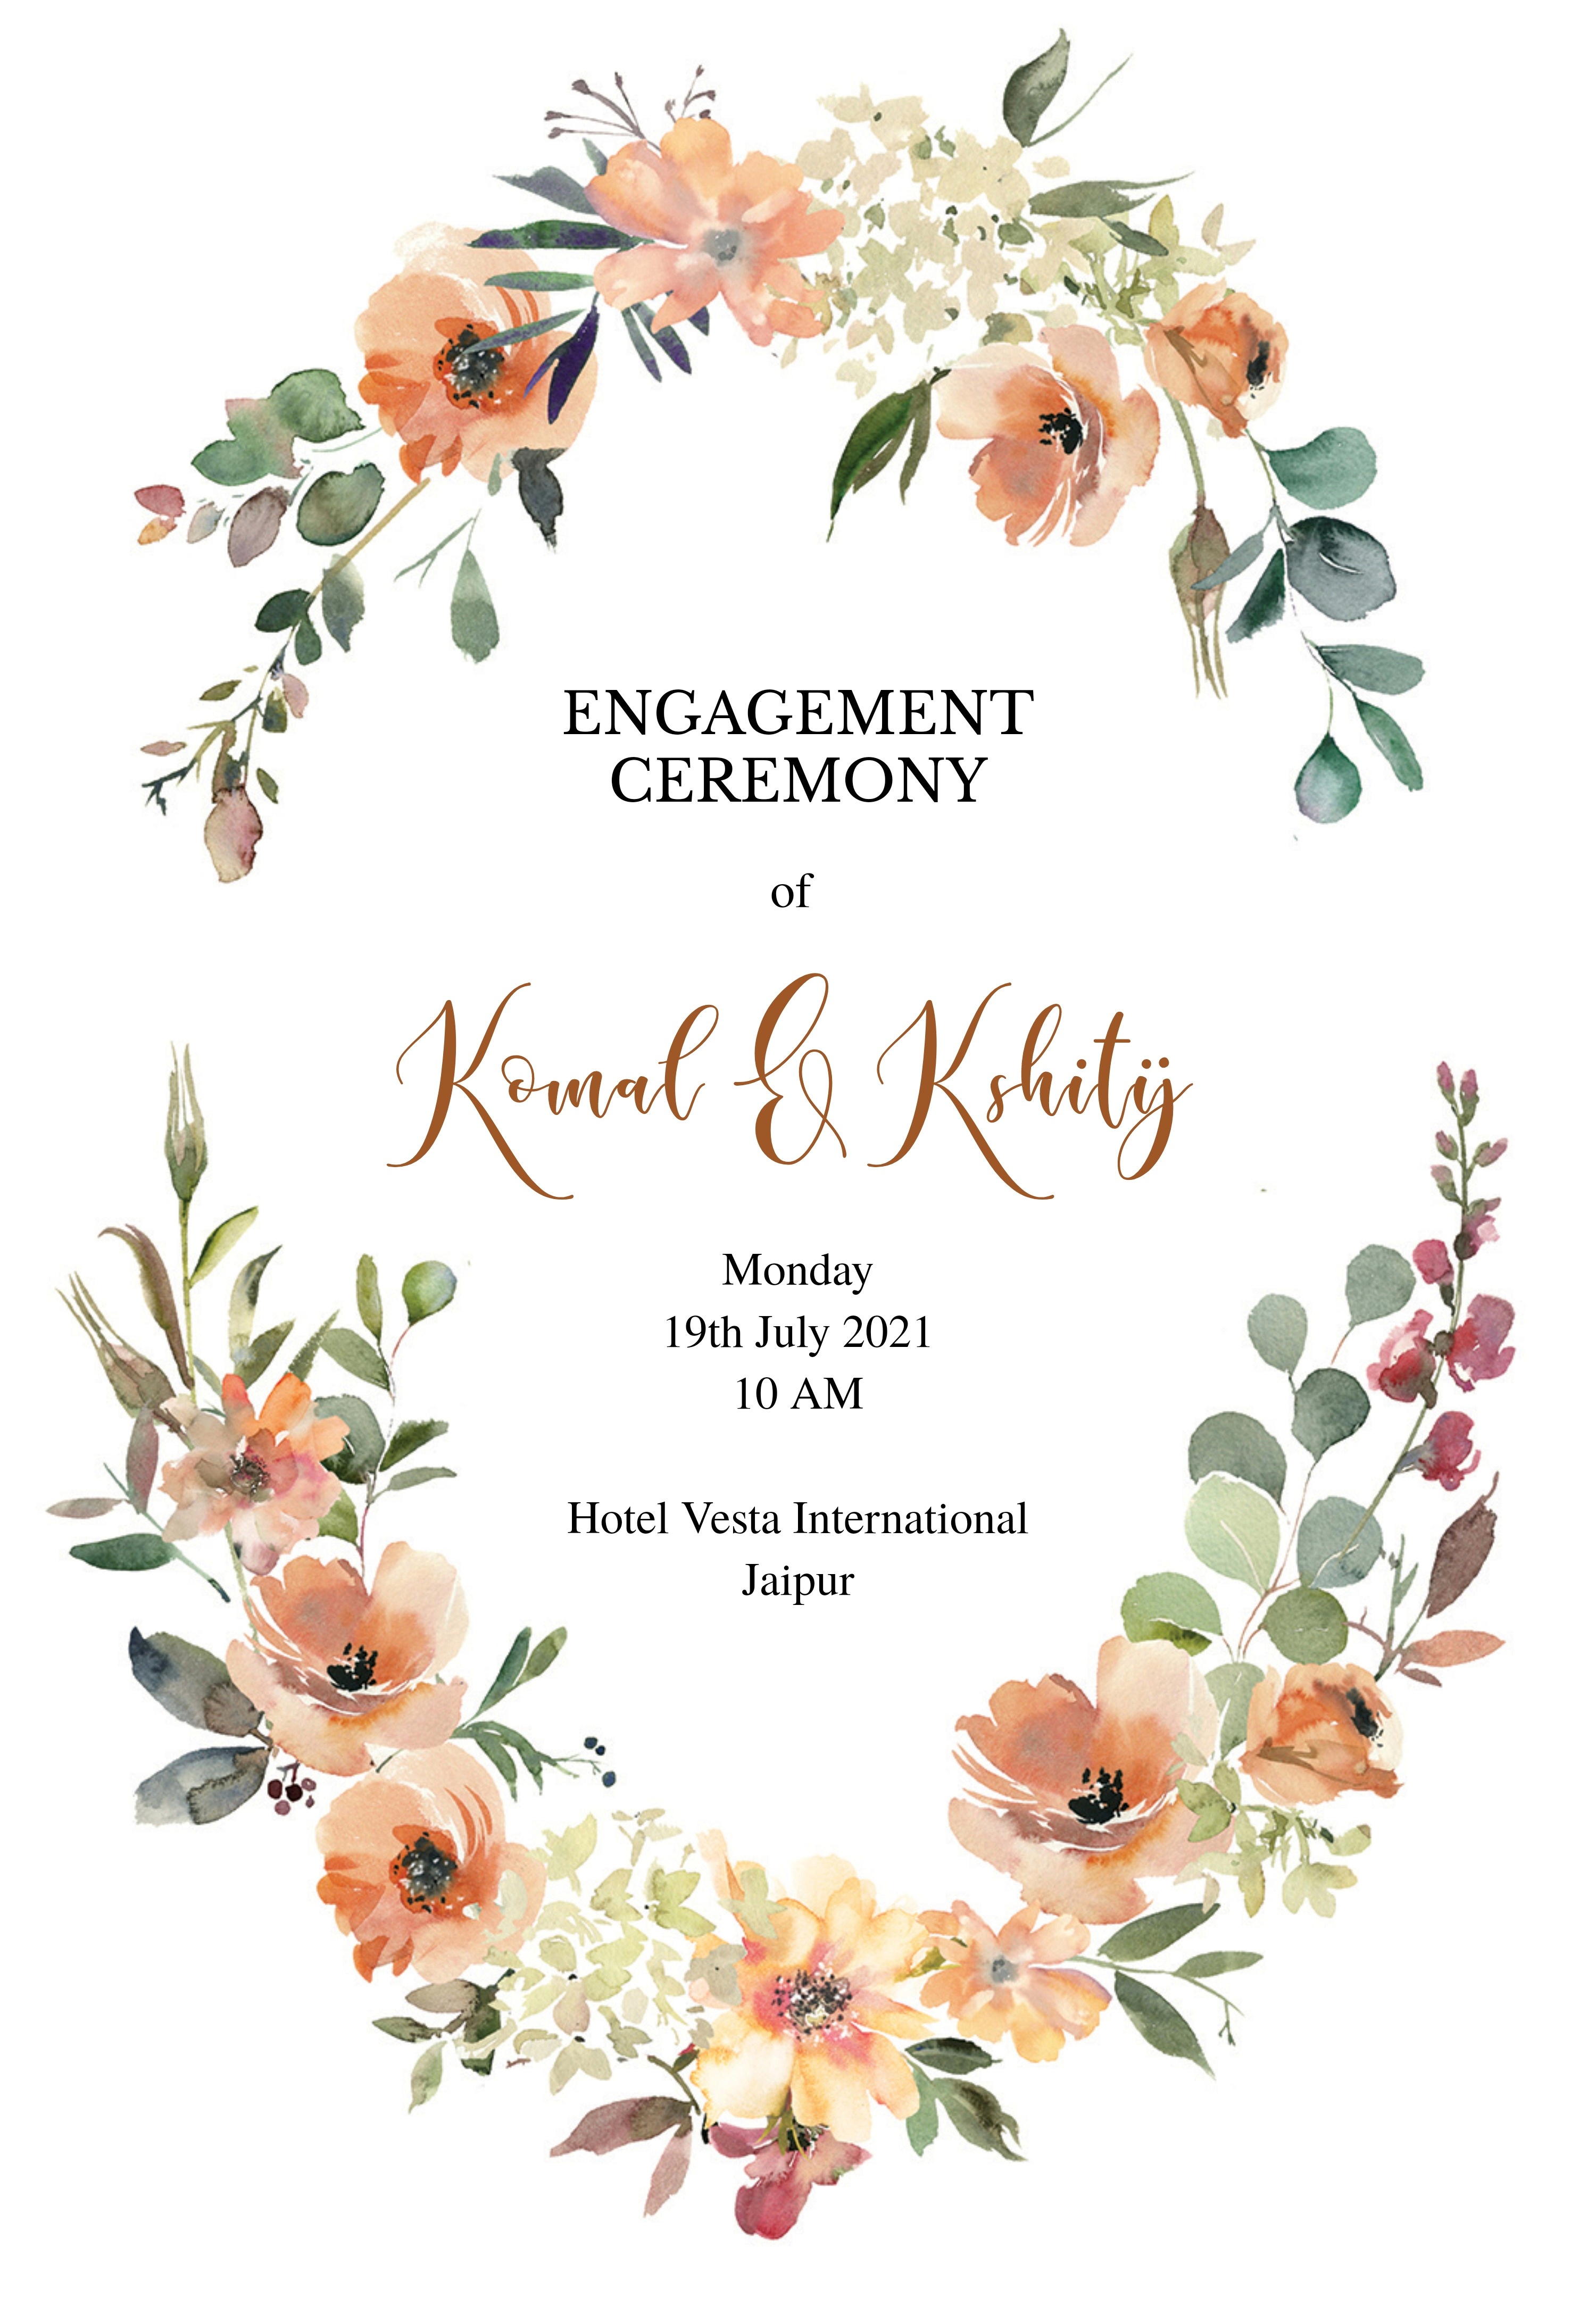 ENGAGEMENT
CEREMONY
of
Komal & Kshitij
Monday
19th July 2021
10 AM
Hotel Vesta International
Jaipur